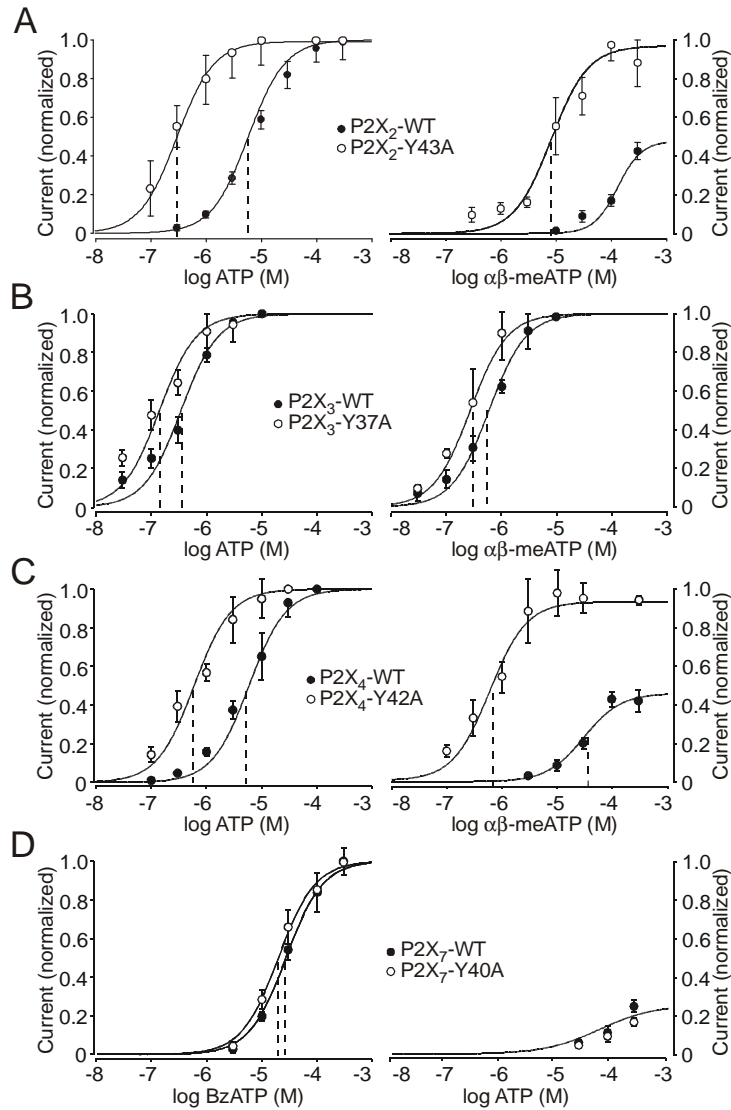 A
Current (normalized)
1.0
0.8
0.6
0.4
0.2
0
-8 -7 -6 -5 -4 -3
log ATP (M)
P2X2-WT
P2X2-Y43A
-8 -7 -6 -5 -4 -3
log αβ-meATP (M)
1.0
0.8
0.6
0.4
0.2
0
Current (normalized)
B
Current (normalized)
1.0
0.8
0.6
0.4
0.2
0
-8 -7 -6 -5 -4 -3
log ATP (M)
P2X3-WT
P2X3-Y37A
-8 -7 -6 -5 -4 -3
log αβ-meATP (M)
1.0
0.8
0.6
0.4
0.2
0
Current (normalized)
C
Current (normalized)
1.0
0.8
0.6
0.4
0.2
0
-8 -7 -6 -5 -4 -3
log ATP (M)
P2X4-WT
P2X4-Y42A
-8 -7 -6 -5 -4 -3
log αβ-meATP (M)
1.0
0.8
0.6
0.4
0.2
0
Current (normalized)
D
Current (normalized)
1.0
0.8
0.6
0.4
0.2
0
-8 -7 -6 -5 -4 -3
log BzATP (M)
P2X7-WT
P2X7-Y40A
-8 -7 -6 -5 -4 -3
log ATP (M)
1.0
0.8
0.6
0.4
0.2
0
Current (normalized)